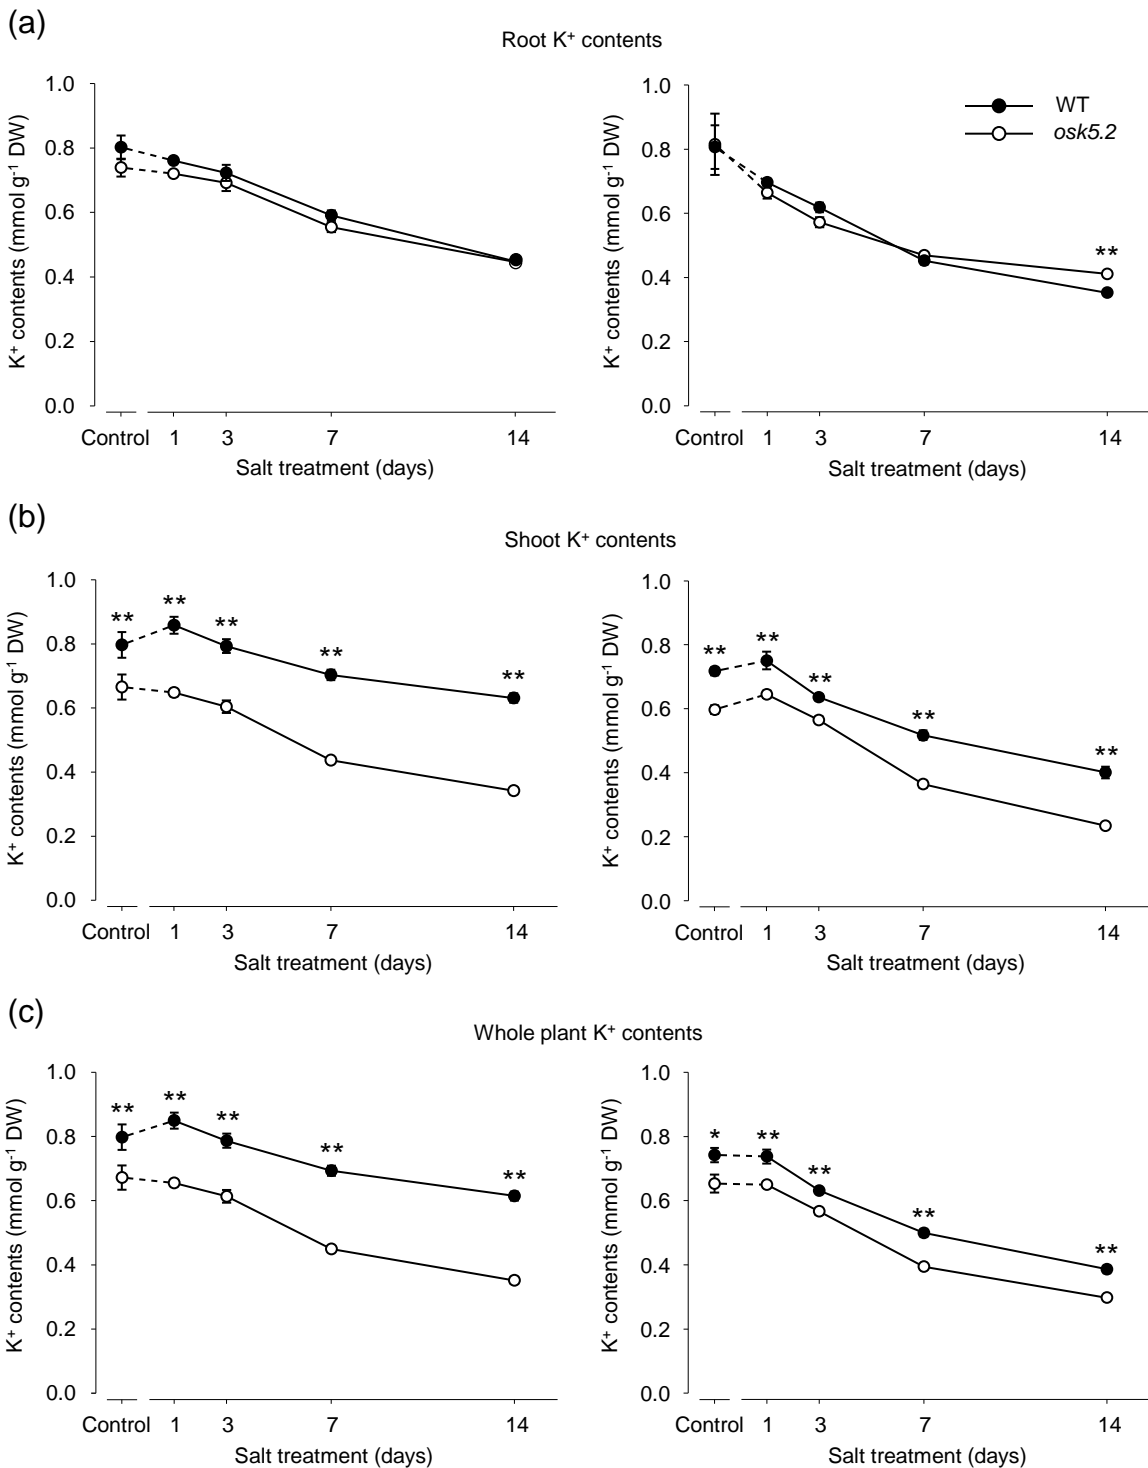 (a)
Root K⁺ contents
K⁺ contents (mmol g⁻¹ DW)
1.0
0.8
0.6
0.4
0.2
0.0
Control 1 3 7 14
Salt treatment (days)
K⁺ contents (mmol g⁻¹ DW)
1.0
0.8
0.6
0.4
0.2
0.0
WT
osk5.2
**
Control 1 3 7 14
Salt treatment (days)
(b)
Shoot K⁺ contents
K⁺ contents (mmol g⁻¹ DW)
1.0
0.8
0.6
0.4
0.2
0.0
** ** ** ** **
Control 1 3 7 14
Salt treatment (days)
K⁺ contents (mmol g⁻¹ DW)
1.0
0.8
0.6
0.4
0.2
0.0
** ** ** ** **
Control 1 3 7 14
Salt treatment (days)
(c)
Whole plant K⁺ contents
K⁺ contents (mmol g⁻¹ DW)
1.0
0.8
0.6
0.4
0.2
0.0
** ** ** ** **
Control 1 3 7 14
Salt treatment (days)
K⁺ contents (mmol g⁻¹ DW)
1.0
0.8
0.6
0.4
0.2
0.0
* ** ** ** **
Control 1 3 7 14
Salt treatment (days)